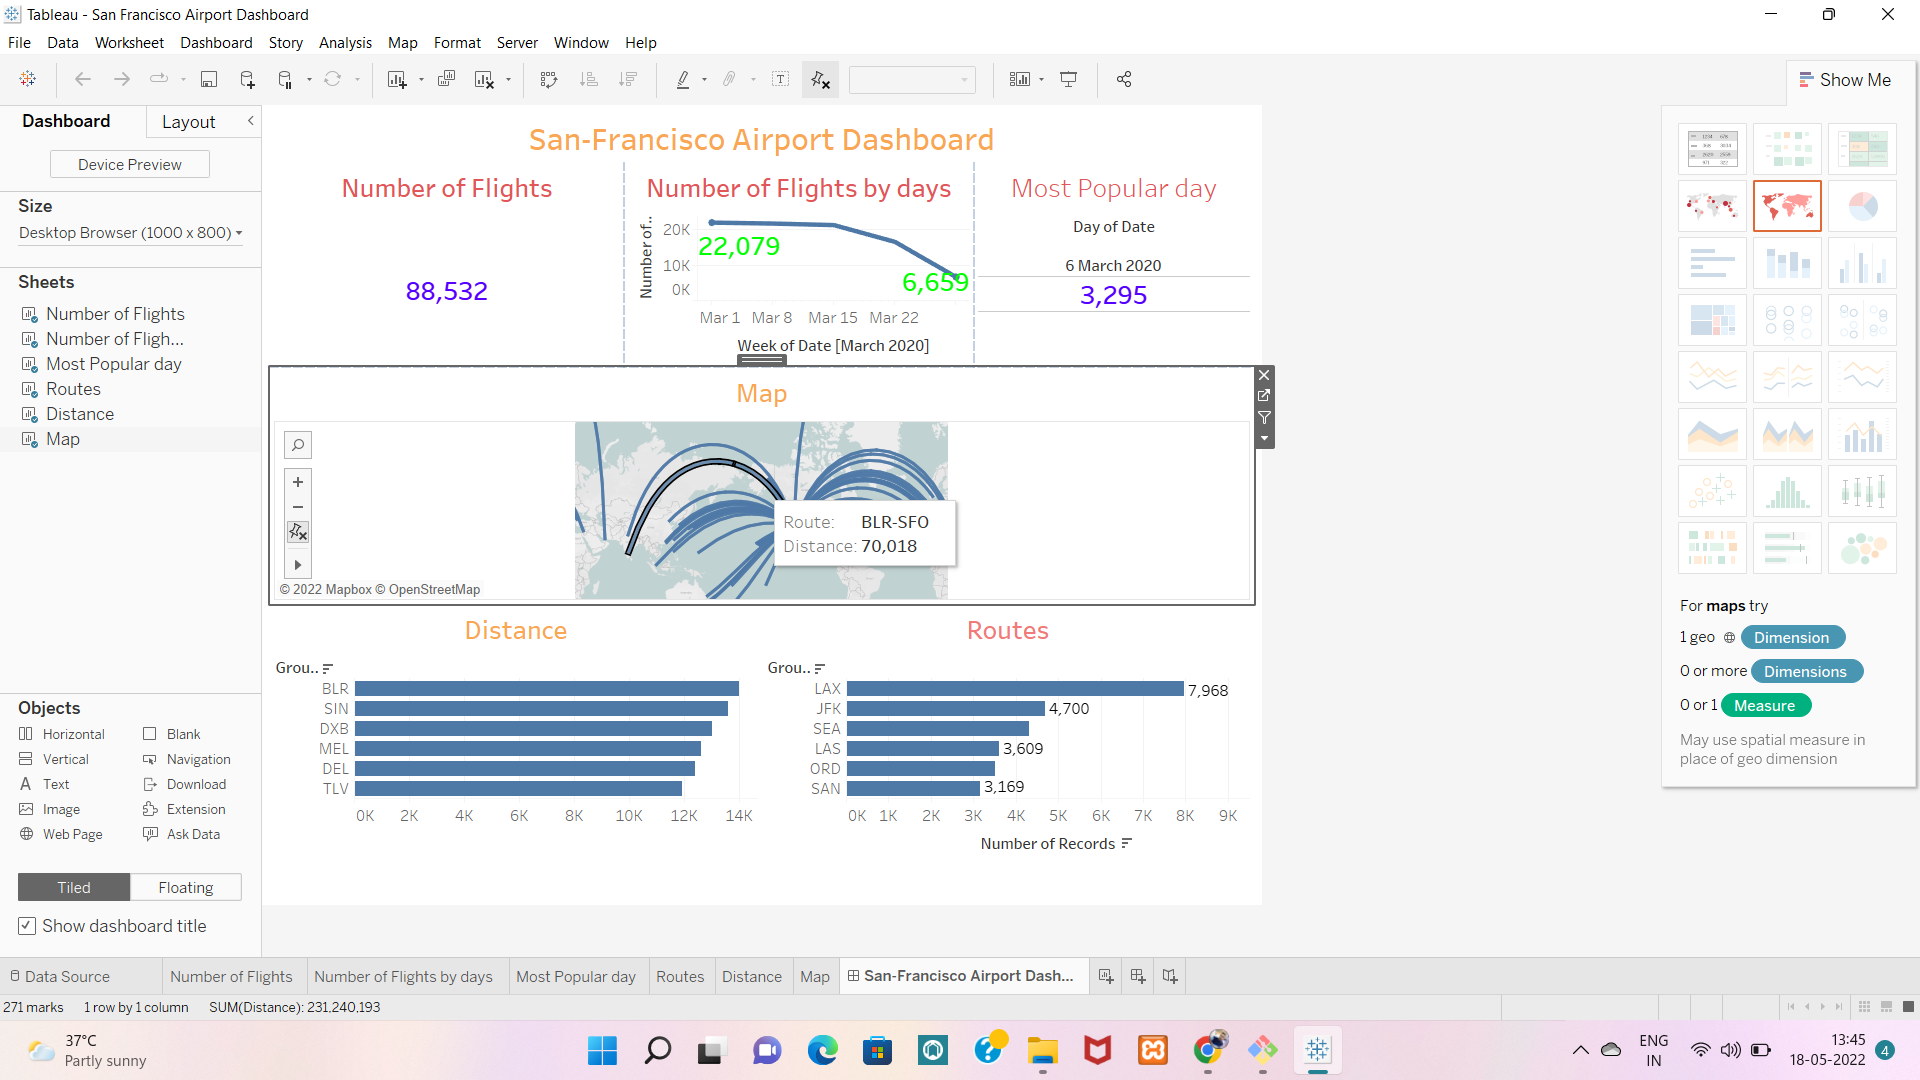 Tableau - San Francisco Airport Dashboard
File Data Worksheet Dashboard Story Analysis Map Format Server Window Help
Show Me
Dashboard
Layout
Device Preview
Size
Desktop Browser (1000 x 800)
Sheets
Number of Flights
Number of Fligh...
Most Popular day
Routes
Distance
Map
Objects
Horizontal
Blank
Vertical
Navigation
Text
Download
Image
Extension
Web Page
Ask Data
Tiled
Floating
Show dashboard title
San-Francisco Airport Dashboard
Number of Flights
88,532
Number of Flights by days
Number of..
20K
10K
0K
22,079
6,659
Mar 1 Mar 8 Mar 15 Mar 22
Week of Date [March 2020]
Most Popular day
Day of Date
6 March 2020
3,295
Map
Route: BLR-SFO
Distance: 70,018
© 2022 Mapbox © OpenStreetMap
Distance
Grou..
BLR
SIN
DXB
MEL
DEL
TLV
0K 2K 4K 6K 8K 10K 12K 14K
Routes
Grou..
LAX 7,968
JFK 4,700
SEA
LAS 3,609
ORD
SAN 3,169
0K 1K 2K 3K 4K 5K 6K 7K 8K 9K
Number of Records
For maps try
1 geo Dimension
0 or more Dimensions
0 or 1 Measure
May use spatial measure in
place of geo dimension
Data Source Number of Flights Number of Flights by days Most Popular day Routes Distance Map San-Francisco Airport Dash...
271 marks 1 row by 1 column SUM(Distance): 231,240,193
37°C
Partly sunny
ENG
IN
13:45
18-05-2022
4